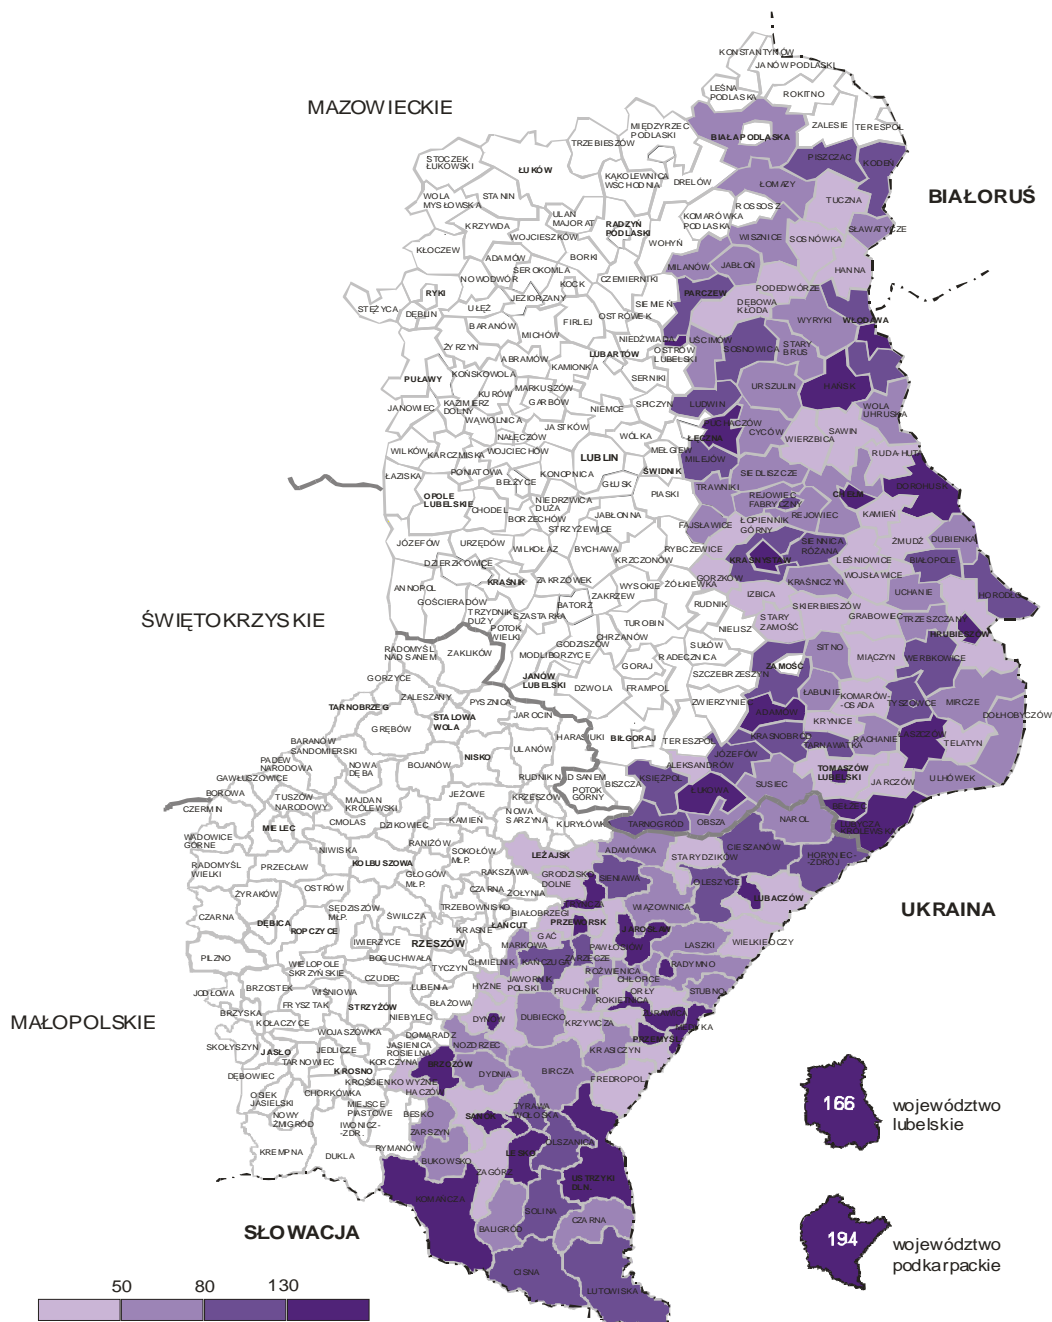 KONSTANTYNÓW
JANÓW PODLASKI
LEŚNA
PODLASKA
ROKITNO
MAZOWIECKIE
MIĘDZYRZEC
PODLASKI
BIAŁA PODLASKA
ZALESIE
TERESPOL
TRZEBIESZÓW
STOCZEK
ŁUKOWSKI
ŁUKÓW
PISZCZAC
KODEŃ
KĄKOLEWNICA
WSCHODNIA
DRELÓW
ŁOMAZY
BIAŁORUŚ
WOLA
MYSŁOWSKA
STANIN
ROSSOSZ
TUCZNA
ULAN
MAJORAT
RADZYŃ
PODLASKI
KOMARÓWKA
PODLASKA
KRZYWDA
WOJCIESZKÓW
WOHYŃ
WISZNICE
SOSNÓWKA
SŁAWATYCZE
KŁOCZEW
ADAMÓW
BORKI
SEROKOMLA
NOWODWÓR
KOCK
CZEMIERNIKI
MILANÓW
JABŁOŃ
HANNA
RYKI
JEZIORZANY
SIEMIEŃ
PARCZEW
PODEDWÓRZE
DĘBOWA
KŁODA
STĘŻYCA
DĘBLIN
UŁĘŻ
BARANÓW
FIRLEJ
OSTRÓWEK
WYRYKI
WŁODAWA
MICHÓW
NIEDŹWIADA
UŚCIMÓW
SOSNOWICA
STARY
BRUS
ŻYRZYN
ABRAMÓW
LUBARTÓW
OSTRÓW
LUBELSKI
KAMIONKA
PUŁAWY
KOŃSKOWOLA
MARKUSZÓW
SERNIKI
URSZULIN
HAŃSK
KURÓW
GARBÓW
JANOWIEC
KAZIMIERZ
DOLNY
NIEMCE
SPICZYN
LUDWIN
WOLA
UHRUSKA
WĄWOLNICA
JASTKÓW
PUCHACZÓW
CYCÓW
SAWIN
NAŁĘCZÓW
WÓLKA
ŁĘCZNA
WIERZBICA
WILKÓW
KARCZMISKA
WOJCIECHÓW
LUBLIN
MEŁGIEW
MILEJÓW
RUDA-HUTA
ŁAZISKA
PONIATOWA
BEŁŻYCE
KONOPNICA
GŁUSK
ŚWIDNIK
SIEDLISZCZE
TRAWNIKI
DOROHUSK
OPOLE
LUBELSKIE
CHODEL
NIEDRZWICA
DUŻA
PIASKI
REJOWIEC
FABRYCZNY
CHEŁM
BORZECHÓW
JABŁONNA
REJOWIEC
KAMIEŃ
STRZYŻEWICE
FAJSŁAWICE
ŁOPIENNIK
GÓRNY
JÓZEFÓW
URZĘDÓW
WILKOŁAZ
BYCHAWA
RYBCZEWICE
SIENNICA
RÓŻANA
ŻMUDŹ
DUBIENKA
DZIERZKOWICE
KRZCZONÓW
KRASNYSTAW
LEŚNIOWICE
BIAŁOPOLE
KRAŚNIK
ZAKRZÓWEK
WYSOKIE
ŻÓŁKIEWKA
GORZKÓW
KRAŚNICZYN
WOJSŁAWICE
ANNOPOL
GOŚCIERADÓW
ZAKRZEW
IZBICA
UCHANIE
HORODŁO
ŚWIĘTOKRZYSKIE
TRZYDNIK
DUŻY
SZASTARKA
BATORZ
RUDNIK
SKIERBIESZÓW
STARY
ZAMOŚĆ
GRABOWIEC
TRZESZCZANY
POTOK
WIELKI
TUROBIN
CHRZANÓW
NIELISZ
HRUBIESZÓW
RADOMYŚL
NAD SANEM
ZAKLIKÓW
GODZISZÓW
MODLIBORZYCE
SUŁÓW
RADECZNICA
SITNO
MIĄCZYN
WERBKOWICE
GORZYCE
JANÓW
LUBELSKI
GORAJ
SZCZEBRZESZYN
ZAMOŚĆ
DZWOLA
FRAMPOL
ŁABUNIE
KOMARÓW-
-OSADA
TYSZOWCE
MIRCZE
DOŁHOBYCZÓW
TARNOBRZEG
ZALESZANY
PYSZNICA
ZWIERZYNIEC
ADAMÓW
KRYNICE
STALOWA
WOLA
JAROCIN
GRĘBÓW
HARASIUKI
BIŁGORAJ
TERESZPOL
KRASNOBRÓD
RACHANIE
ŁASZCZÓW
TELATYN
BARANÓW
SANDOMIERSKI
ULANÓW
JÓZEFÓW
TARNAWATKA
PADEW
NARODOWA
NOWA
DĘBA
BOJANÓW
NISKO
ALEKSANDRÓW
TOMASZÓW
LUBELSKI
GAWŁUSZOWICE
RUDNIK NAD SANEM
BISZCZA
KSIĘŻPOL
SUSIEC
JARCZÓW
ULHÓWEK
BOROWA
JEŻOWE
POTOK
GÓRNY
ŁUKOWA
CZERMIN
TUSZÓW
NARODOWY
MAJDAN
KRÓLEWSKI
KRZESZÓW
NOWA
SARZYNA
BEŁŻEC
MIELEC
CMOLAS
DZIKOWIEC
KAMIEŃ
KURYŁÓWKA
TARNOGRÓD
OBSZA
NAROL
LUBYCZA
KRÓLEWSKA
WADOWICE
GÓRNE
NIWISKA
RANIŻÓW
SOKOŁÓW
MŁP.
LEŻAJSK
ADAMÓWKA
CIESZANÓW
RADOMYŚL
WIELKI
PRZECŁAW
KOLBUSZOWA
STARY DZIKÓW
HORYNIEC-
ZDRÓJ
GŁOGÓW
MŁP.
RAKSZAWA
GRODZISKO
DOLNE
SIENIAWA
OLESZYCE
ŻYRAKÓW
OSTRÓW
CZARNA
ŻOŁYNIA
LUBACZÓW
SĘDZISZÓW
MŁP.
TRZEBOWNISKO
BIAŁOBRZEGI
WIĄZOWNICA
UKRAINA
CZARNA
DĘBICA
ROPCZYCE
ŚWILCZA
KRASNE
ŁAŃCUT
PRZEWORSK
JAROSŁAW
GAĆ
IWIERZYCE
RZESZÓW
MARKOWA
PAWŁOSIÓW
LASZKI
WIELKIE OCZY
PILZNO
BOGUCHWAŁA
TYCZYN
CHMIELNIK
KAŃCZUGA
ZARZECZE
WIELOPOLE
SKRZYŃSKIE
ROŹWIENICA
RADYMNO
JODŁOWA
BRZOSTEK
WIŚNIOWA
CZUDEC
LUBENIA
HYŻNE
JAWORNIK
POLSKI
PRUCHNIK
CHŁOPICE
ORŁY
STUBNO
FRYSZTAK
STRZYŻÓW
BŁAŻOWA
ROKIETNICA
MAŁOPOLSKIE
BRZYSKA
KOŁACZYCE
NIEBYLEC
DYNÓW
DUBIECKO
KRZYWCZA
ŻURAWICA
MEDYKA
WOJASZÓWKA
DOMARADZ
PRZEMYŚL
SKOŁYSZYN
JASŁO
JEDLICZE
JASIENICA
ROSIELNA
NOZDRZEC
KRASICZYN
TARNOWIEC
KORCZYNA
BRZOZÓW
DĘBOWIEC
KROSNO
DYDNIA
BIRCZA
FREDROPOL
KROŚCIENKO WYŻNE
HACZÓW
OSIEK
JASIELSKI
CHORKÓWKA
MIEJSCE
PIASTOWE
BESKO
SANOK
TYRAWA
WOŁOSKA
166
województwo
lubelskie
NOWY
ŻMIGRÓD
IWONICZ-
-ZDR.
ZARSZYN
OLSZANICA
KREMPNA
DUKLA
RYMANÓW
BUKOWSKO
LESKO
ZAGÓRZ
USTRZYKI
DLN.
KOMAŃCZA
SOLINA
194
SŁOWACJA
BALIGRÓD
CZARNA
województwo
podkarpackie
CISNA
LUTOWISKA
50
80
130